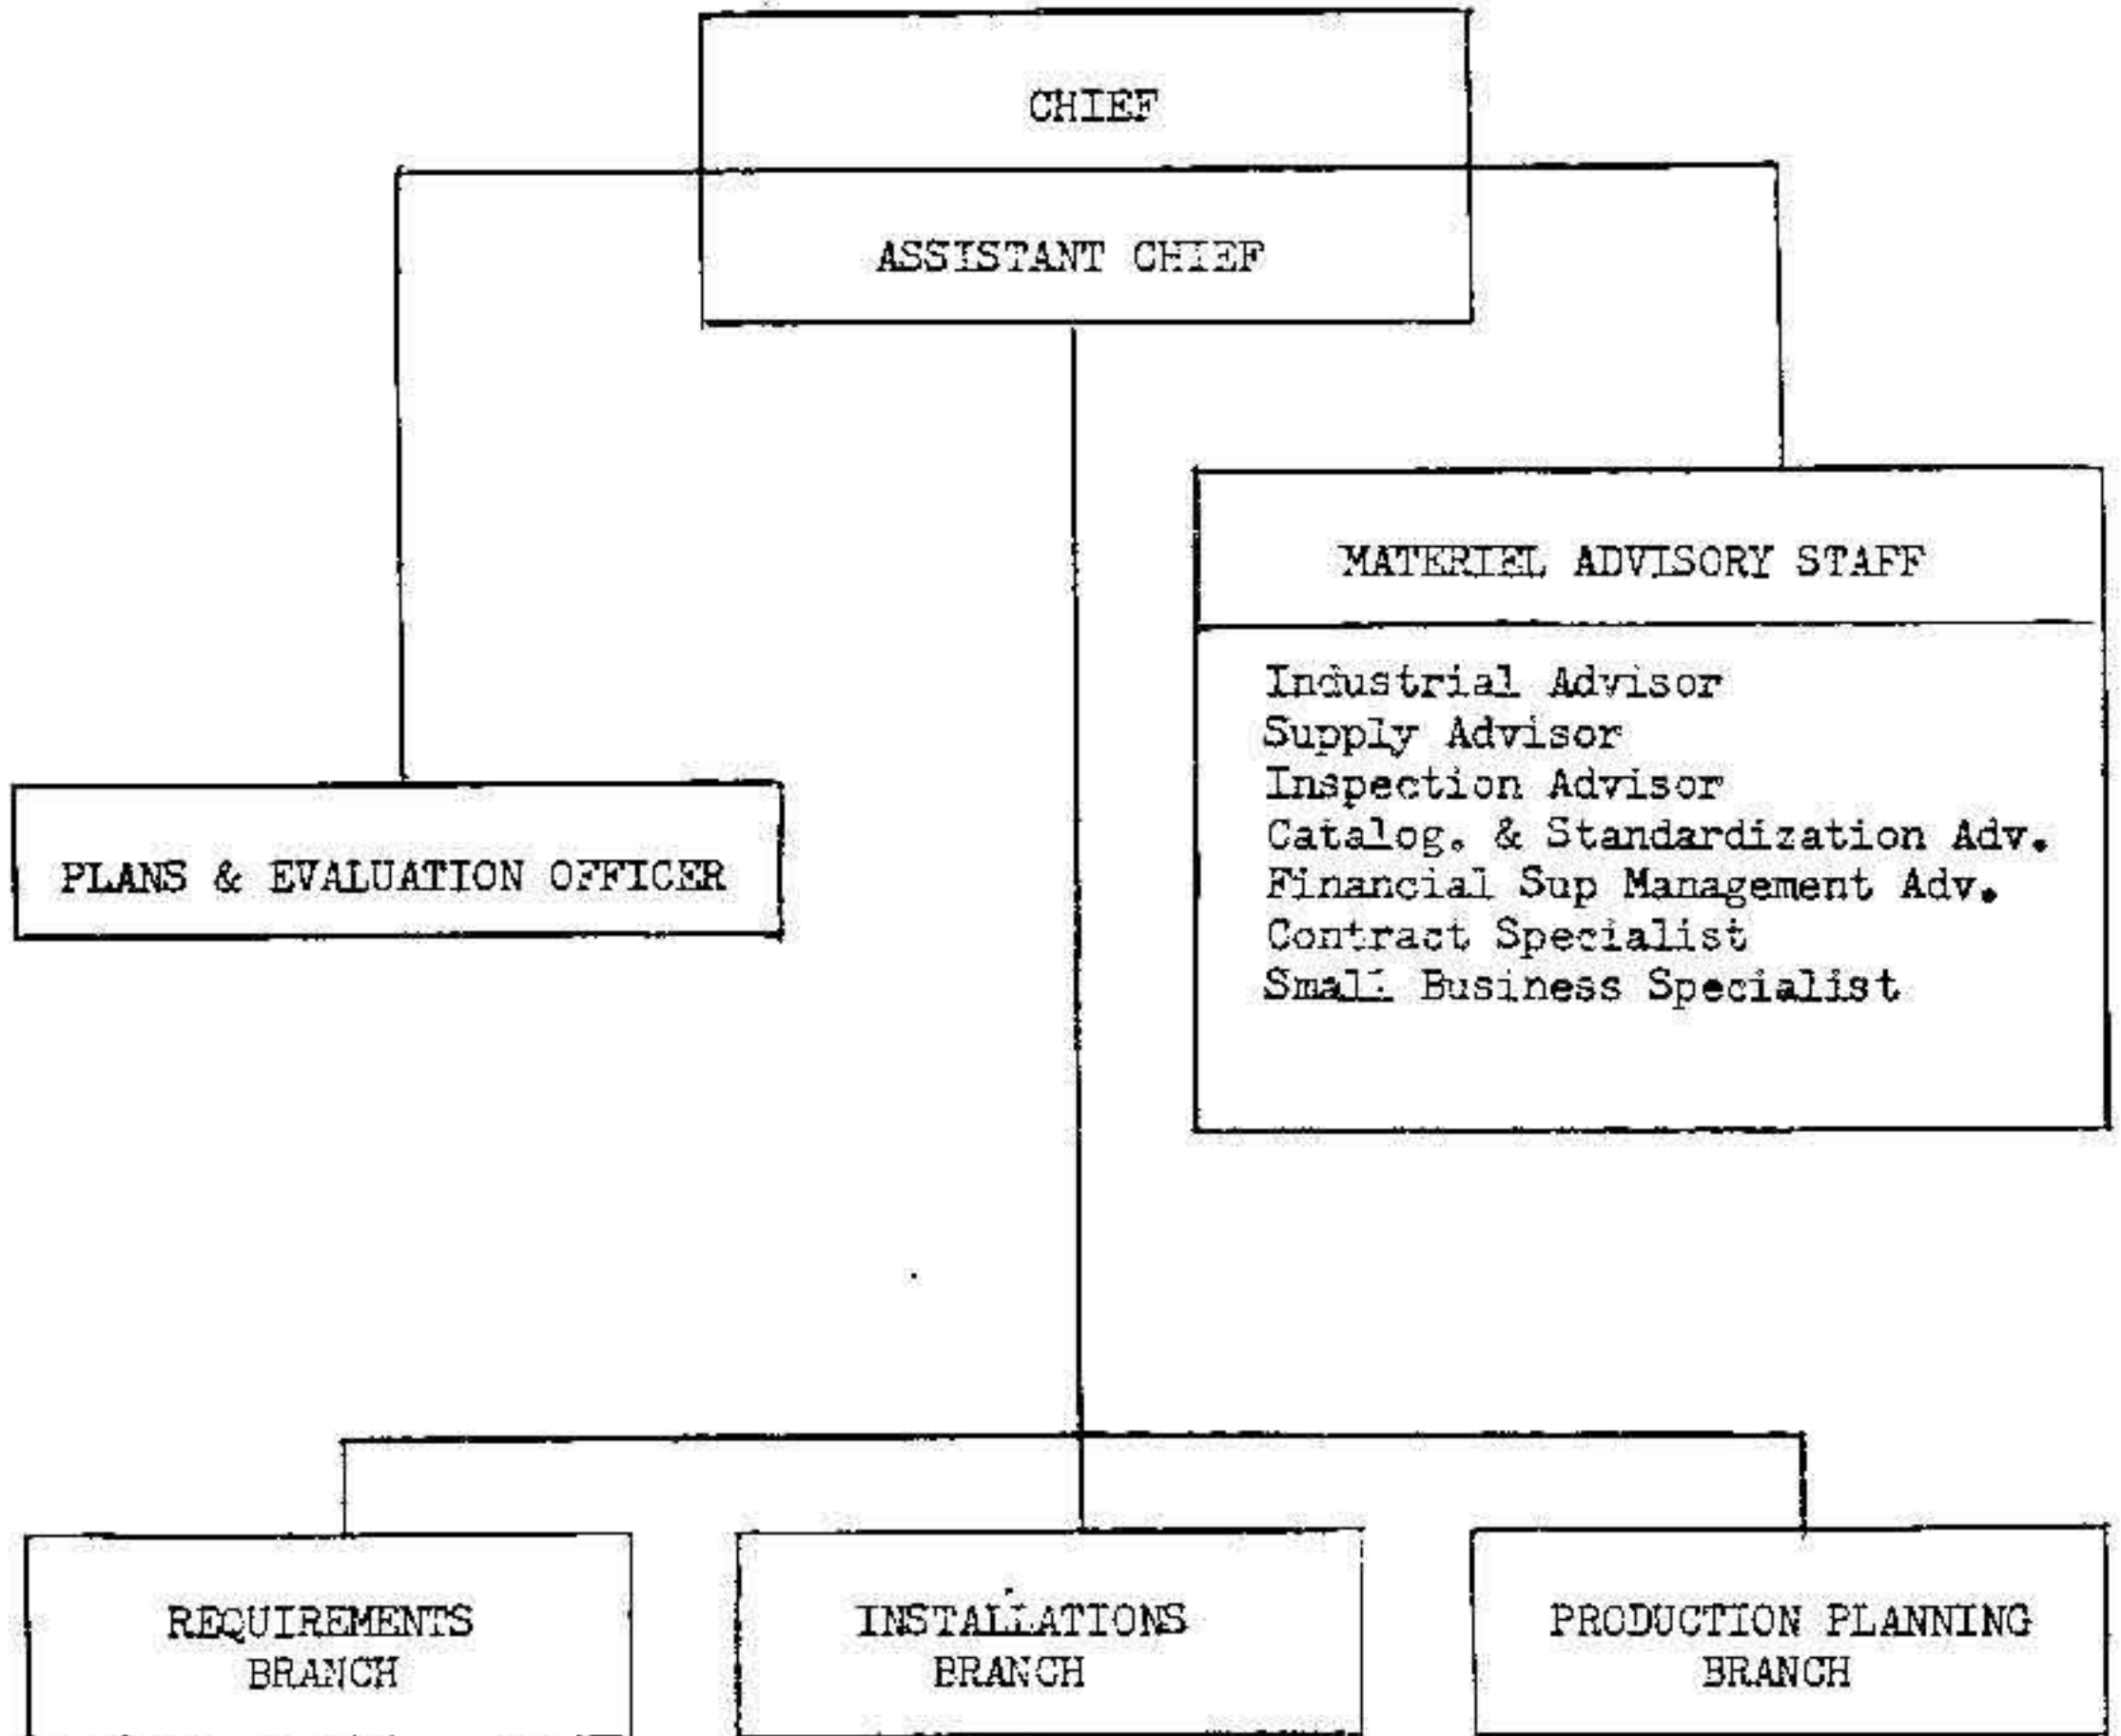 CHIEF
ASSISTANT CHIEF
MATERIEL ADVISORY STAFF
Industrial Advisor
Supply Advisor
Inspection Advisor
Catalog. & Standardization Adv.
Financial Sup Management Adv.
Contract Specialist
Small Business Specialist
PLANS & EVALUATION OFFICER
REQUIREMENTS
BRANCH
INSTALLATIONS
BRANCH
PRODUCTION PLANNING
BRANCH